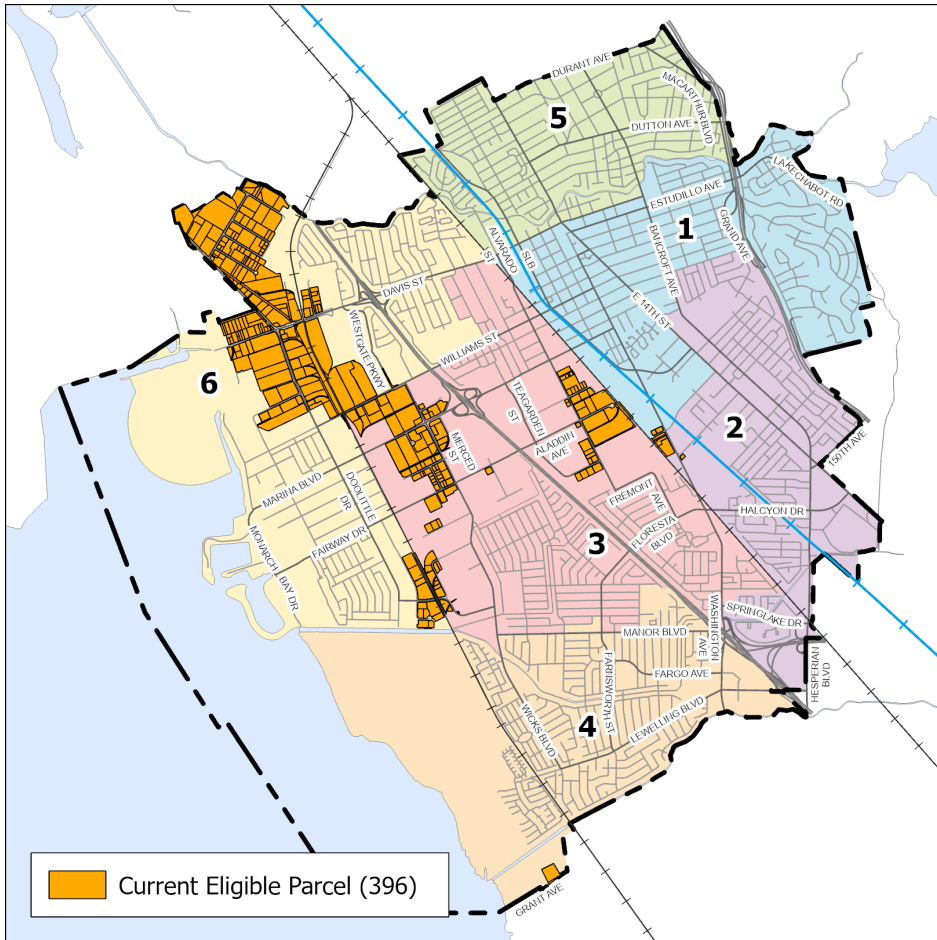 DURANT AVE
MACARTHUR BLVD
5
DUTTON AVE
LAKECHABOT RD
ESTUDILLO AVE
1
BANCROFT AVE
GRAND AVE
ALVARADO
ST
SLB
DAVIS ST
E 14TH ST
WESTGATE PKWY
WILLIAMS ST
6
TEAGARDEN
ST
2
MERCED
ST
ALADDIN
AVE
150TH AVE
MARINA BLVD
DOOLITTLE
DR
FREMONT
AVE
HALCYON DR
FAIRWAY DR
FLORESTA
BLVD
3
MONARCH
BAY DR
WASHINGTON
AVE
SPRINGLAKE DR
MANOR BLVD
FARGO AVE
HESPERIAN
BLVD
FARNSWORTH
ST
WICKS BLVD
4
LEWELLING BLVD
Current Eligible Parcel (396)
GRANT AVE